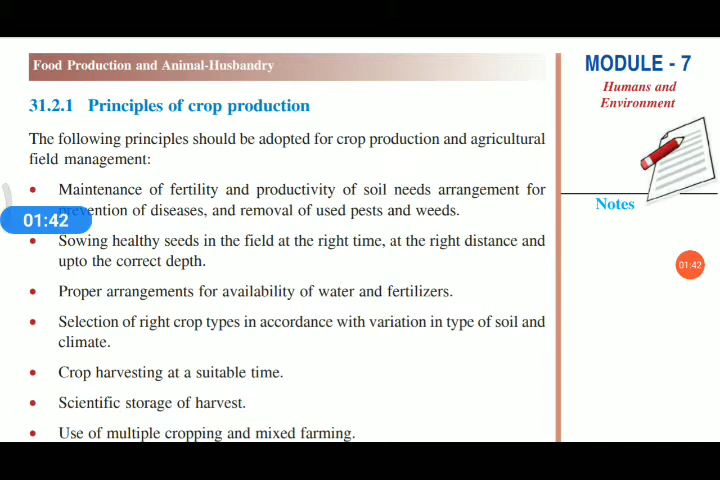 Food Production and Animal-Husbandry
MODULE - 7
Humans and
Environment
Notes
01:42
31.2.1 Principles of crop production
The following principles should be adopted for crop production and agricultural
field management:
• Maintenance of fertility and productivity of soil needs arrangement for
prevention of diseases, and removal of used pests and weeds.
01:42
• Sowing healthy seeds in the field at the right time, at the right distance and
upto the correct depth.
• Proper arrangements for availability of water and fertilizers.
• Selection of right crop types in accordance with variation in type of soil and
climate.
• Crop harvesting at a suitable time.
• Scientific storage of harvest.
• Use of multiple cropping and mixed farming.